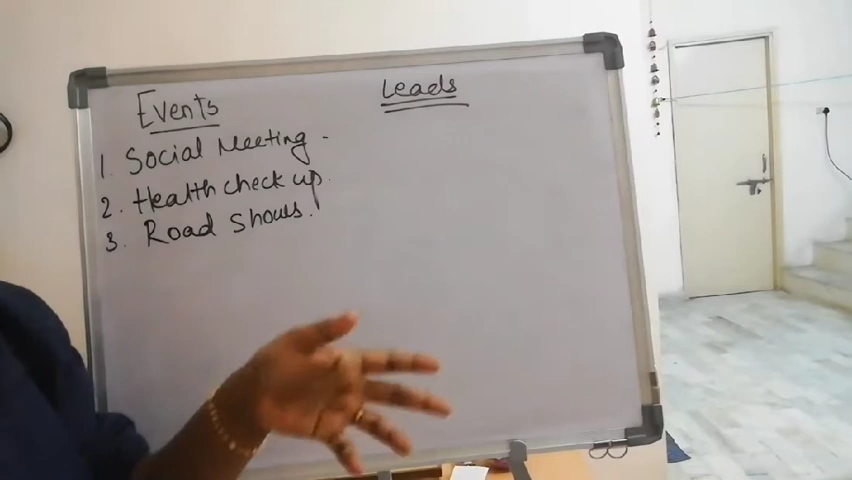 Events
Leads
1. Social Meeting -
2. Health check up.
3. Road Shows.